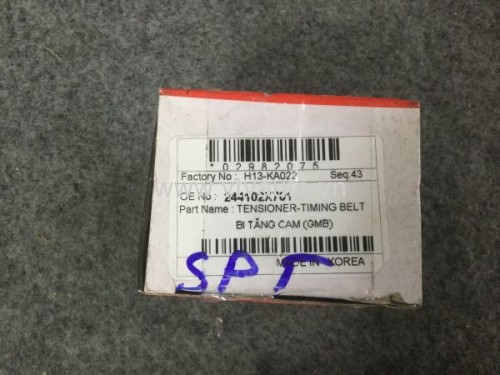 *02982075
Factory No : H13-KA022 Seq:43
OE No : 244102X701
Part Name : TENSIONER-TIMING BELT
BI TĂNG CAM (GMB)
MADE IN KOREA
SPT